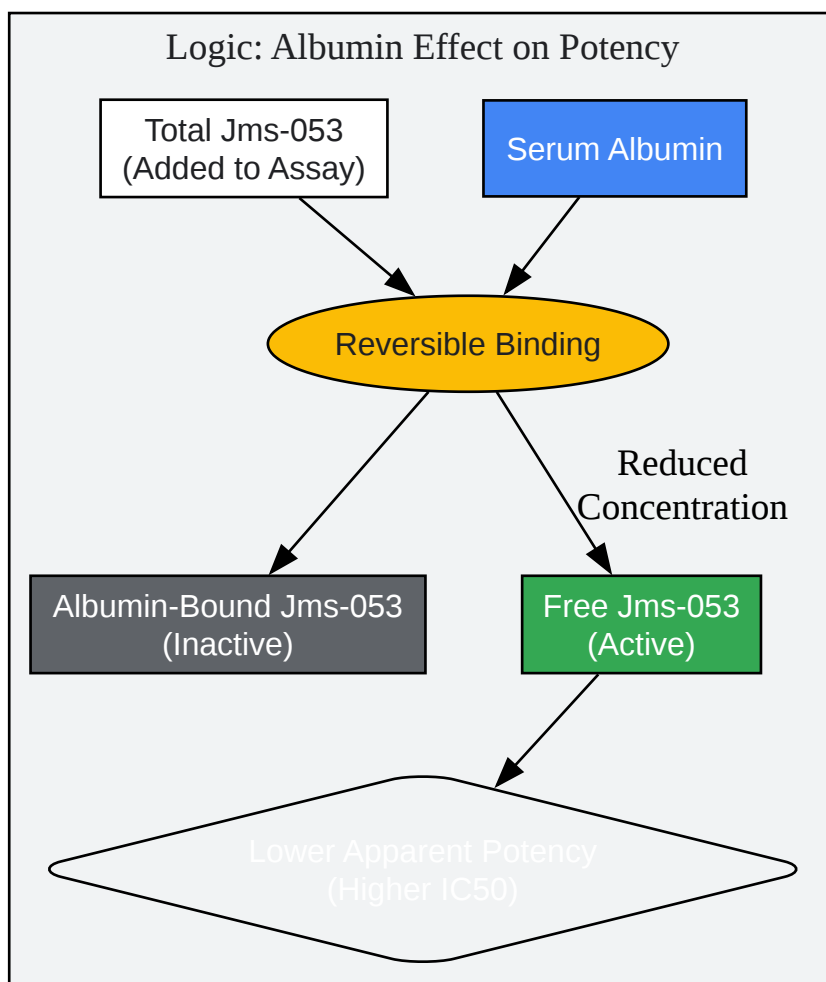 Logic: Albumin Effect on Potency
Total Jms-053
(Added to Assay)
Serum Albumin
Reversible Binding
Reduced
Concentration
Albumin-Bound Jms-053
(Inactive)
Free Jms-053
(Active)
Lower Apparent Potency
(Higher IC50)